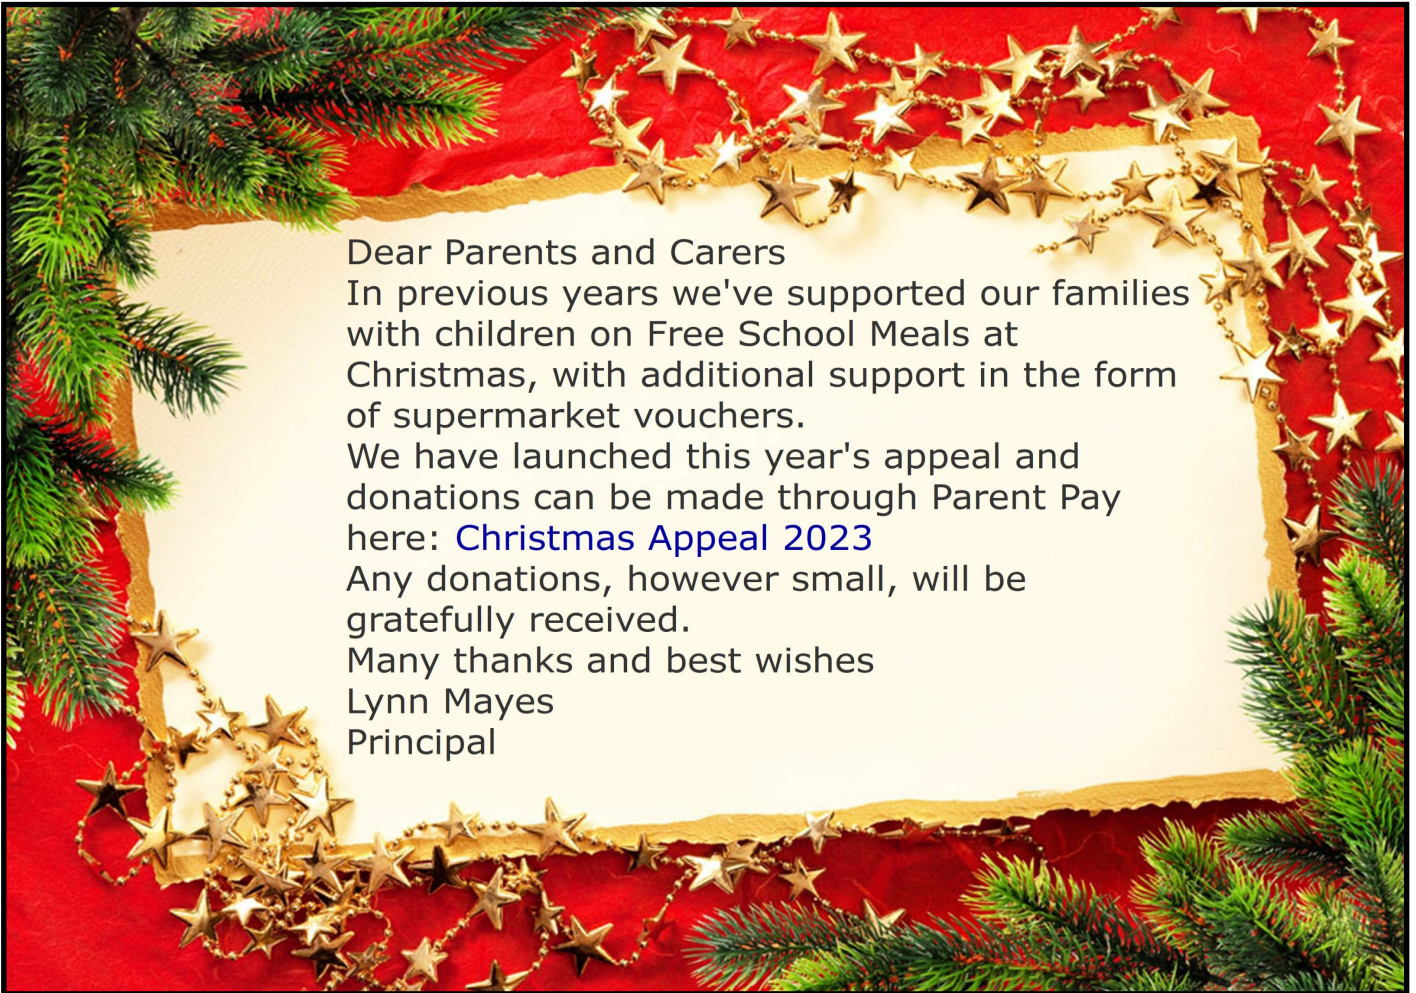 Dear Parents and Carers
In previous years we've supported our families
with children on Free School Meals at
Christmas, with additional support in the form
of supermarket vouchers.
We have launched this year's appeal and
donations can be made through Parent Pay
here: Christmas Appeal 2023
Any donations, however small, will be
gratefully received.
Many thanks and best wishes
Lynn Mayes
Principal